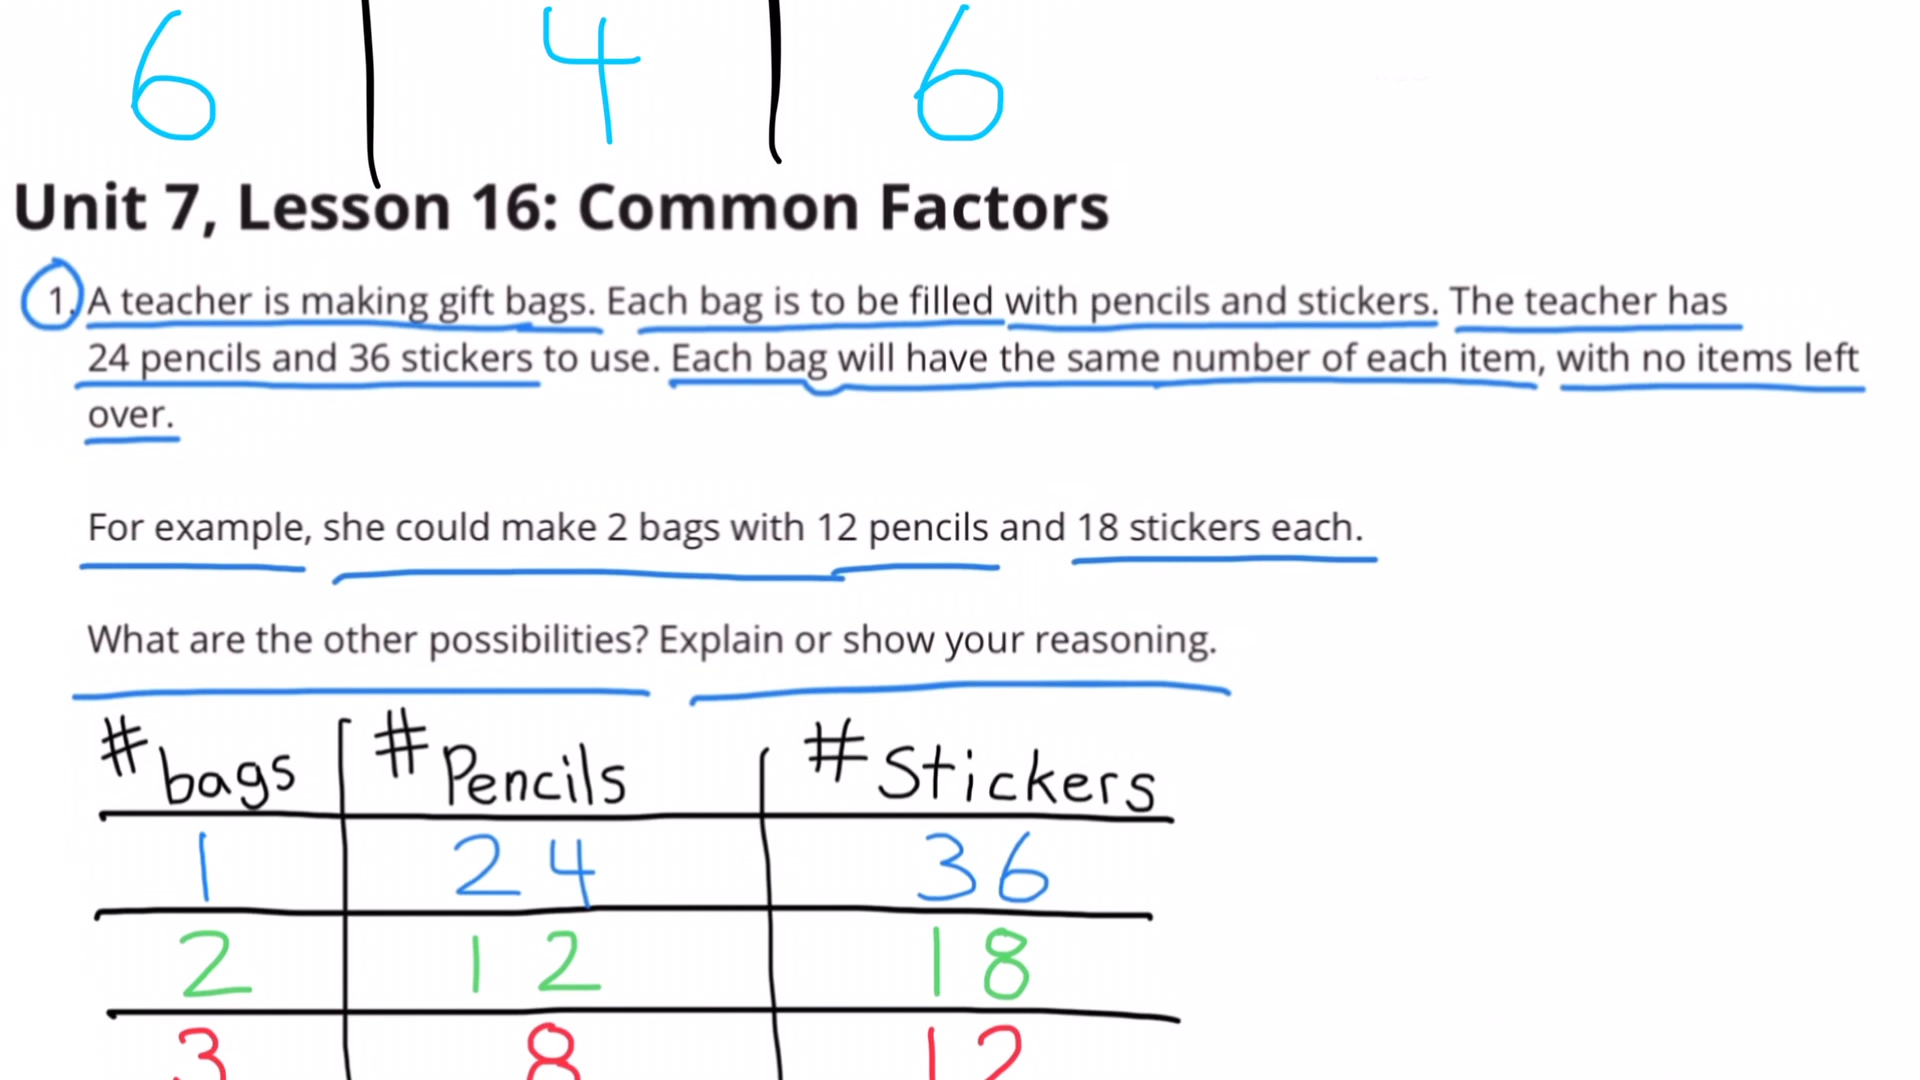 6 4 6
Unit 7, Lesson 16: Common Factors
1. A teacher is making gift bags. Each bag is to be filled with pencils and stickers. The teacher has
24 pencils and 36 stickers to use. Each bag will have the same number of each item, with no items left
over.
For example, she could make 2 bags with 12 pencils and 18 stickers each.
What are the other possibilities? Explain or show your reasoning.
# bags # Pencils # Stickers
1 24 36
2 12 18
3 8 12